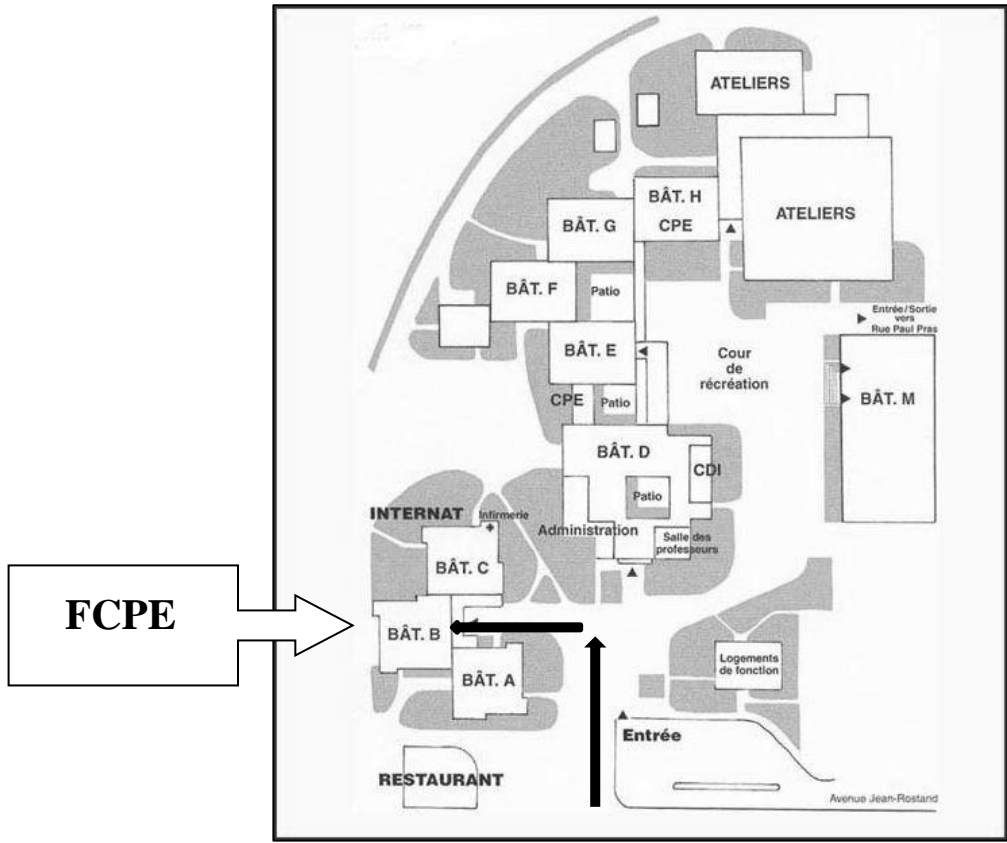 ATELIERS
BÂT. H
CPE
ATELIERS
BÂT. G
BÂT. F
Patio
Entrée/Sortie
vers
Rue Paul Pras
BÂT. E
Cour
de
récréation
CPE
Patio
BÂT. M
BÂT. D
CDI
Patio
INTERNAT
Infirmerie
Administration
Salle des
professeurs
BÂT. C
FCPE
BÂT. B
BÂT. A
Logements
de fonction
Entrée
RESTAURANT
Avenue Jean-Rostand